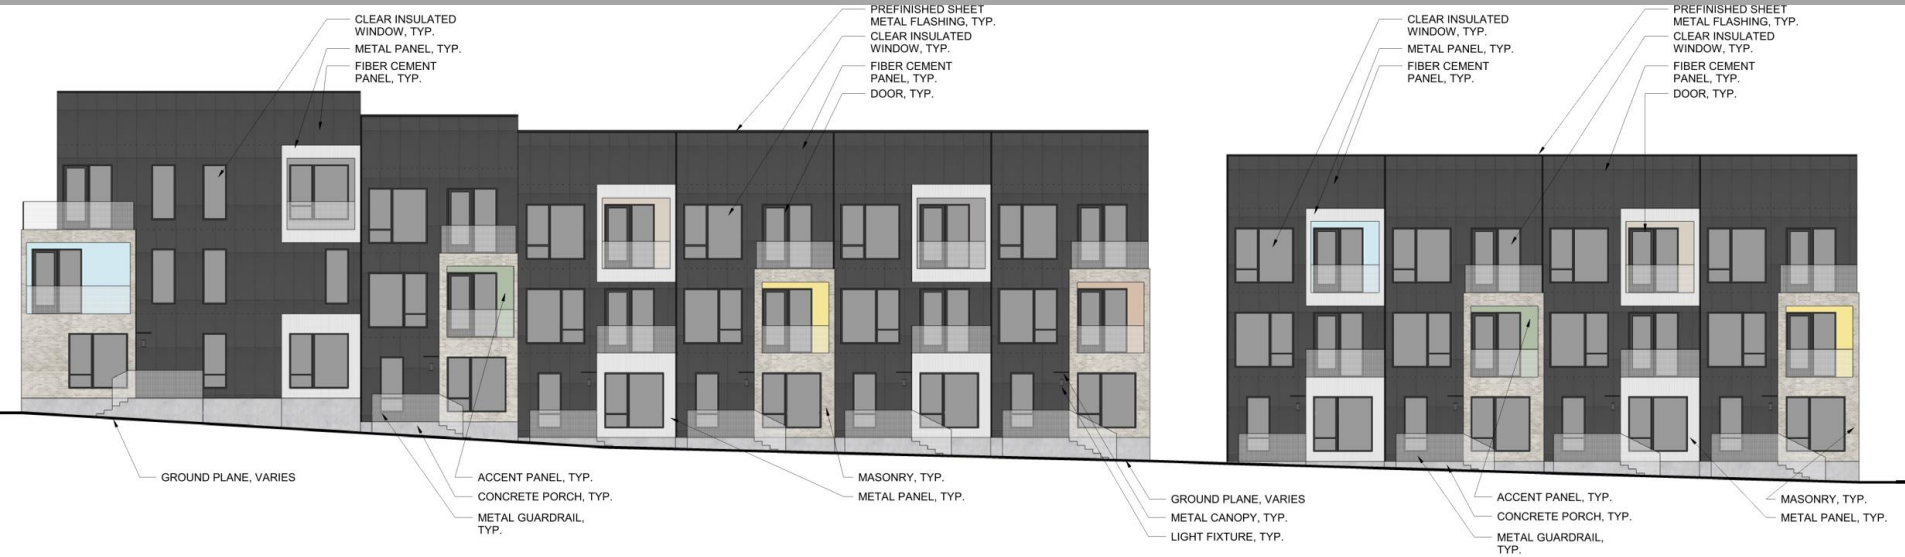 CLEAR INSULATED
WINDOW, TYP.
METAL PANEL, TYP.
FIBER CEMENT
PANEL, TYP.
PREFINISHED SHEET
METAL FLASHING, TYP.
CLEAR INSULATED
WINDOW, TYP.
FIBER CEMENT
PANEL, TYP.
DOOR, TYP.
CLEAR INSULATED
WINDOW, TYP.
METAL PANEL, TYP.
FIBER CEMENT
PANEL, TYP.
PREFINISHED SHEET
METAL FLASHING, TYP.
CLEAR INSULATED
WINDOW, TYP.
FIBER CEMENT
PANEL, TYP.
DOOR, TYP.
GROUND PLANE, VARIES
ACCENT PANEL, TYP.
CONCRETE PORCH, TYP.
METAL GUARDRAIL,
TYP.
MASONRY, TYP.
METAL PANEL, TYP.
GROUND PLANE, VARIES
METAL CANOPY, TYP.
LIGHT FIXTURE, TYP.
ACCENT PANEL, TYP.
CONCRETE PORCH, TYP.
METAL GUARDRAIL,
TYP.
MASONRY, TYP.
METAL PANEL, TYP.